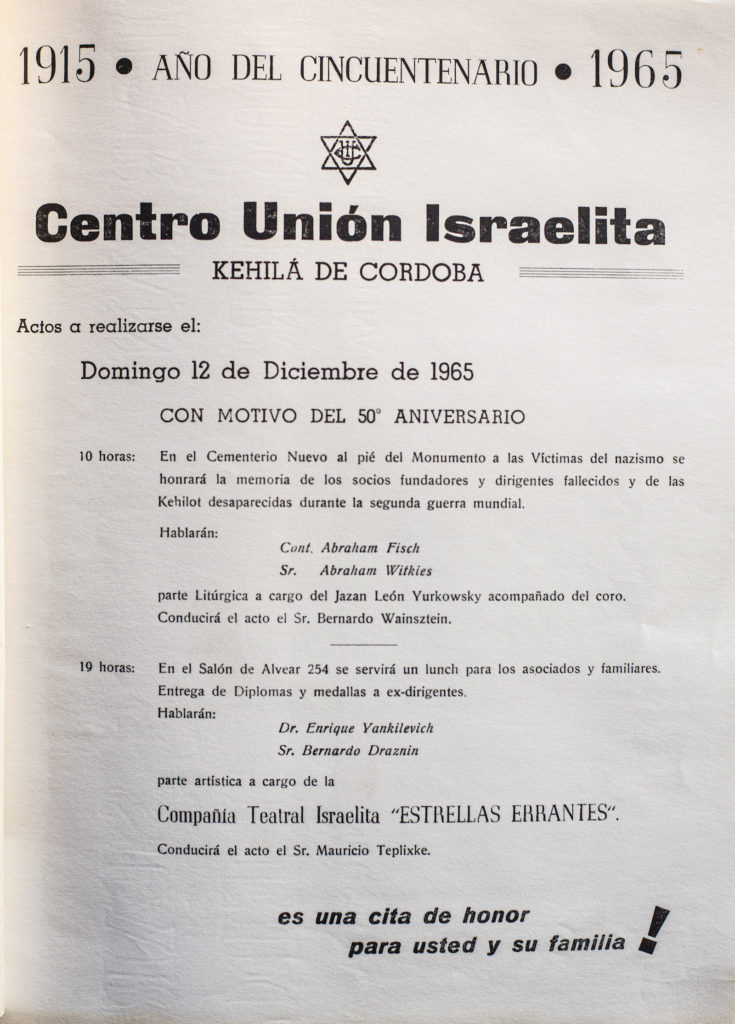 1915 • AÑO DEL CINCUENTENARIO • 1965
CUI
Centro Unión Israelita
KEHILÁ DE CORDOBA
Actos a realizarse el:
Domingo 12 de Diciembre de 1965
CON MOTIVO DEL 50º ANIVERSARIO
10 horas: En el Cementerio Nuevo al pié del Monumento a las Víctimas del nazismo se
honrará la memoria de los socios fundadores y dirigentes fallecidos y de las
Kehilot desaparecidas durante la segunda guerra mundial.
Hablarán:
Cont. Abraham Fisch
Sr. Abraham Witkies
parte Litúrgica a cargo del Jazan León Yurkowsky acompañado del coro.
Conducirá el acto el Sr. Bernardo Wainsztein.
19 horas: En el Salón de Alvear 254 se servirá un lunch para los asociados y familiares.
Entrega de Diplomas y medallas a ex-dirigentes.
Hablarán:
Dr. Enrique Yankilevich
Sr. Bernardo Draznin
parte artística a cargo de la
Compañía Teatral Israelita "ESTRELLAS ERRANTES".
Conducirá el acto el Sr. Mauricio Teplixke.
es una cita de honor
para usted y su familia !